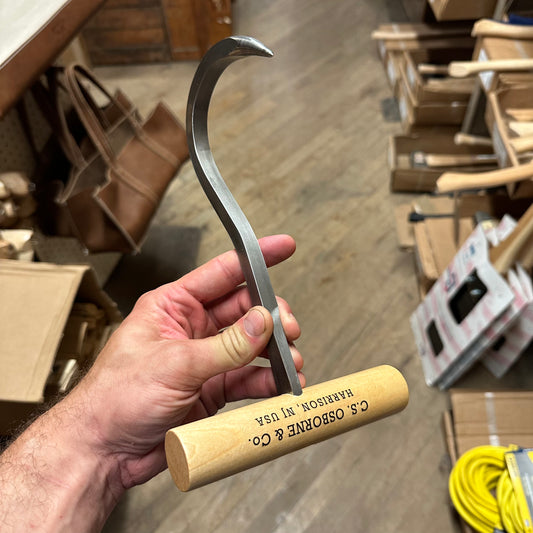 C.S. OSBORNE & Co.
HARRISON, NJ USA